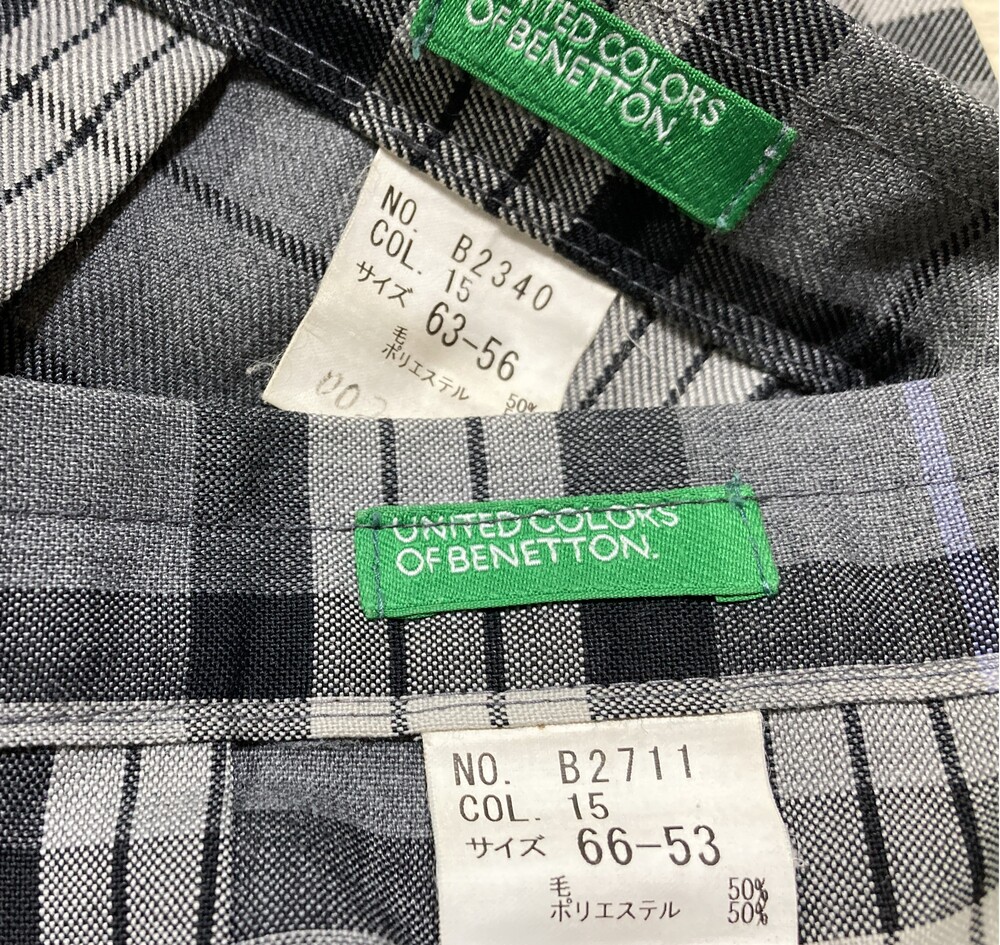 UNITED COLORS
OF BENETTON
NO. B2340
COL. 15
サイズ 63-56
毛
ポリエステル 50%
UNITED COLORS
OF BENETTON.
NO. B2711
COL. 15
サイズ 66-53
毛 50%
ポリエステル 50%